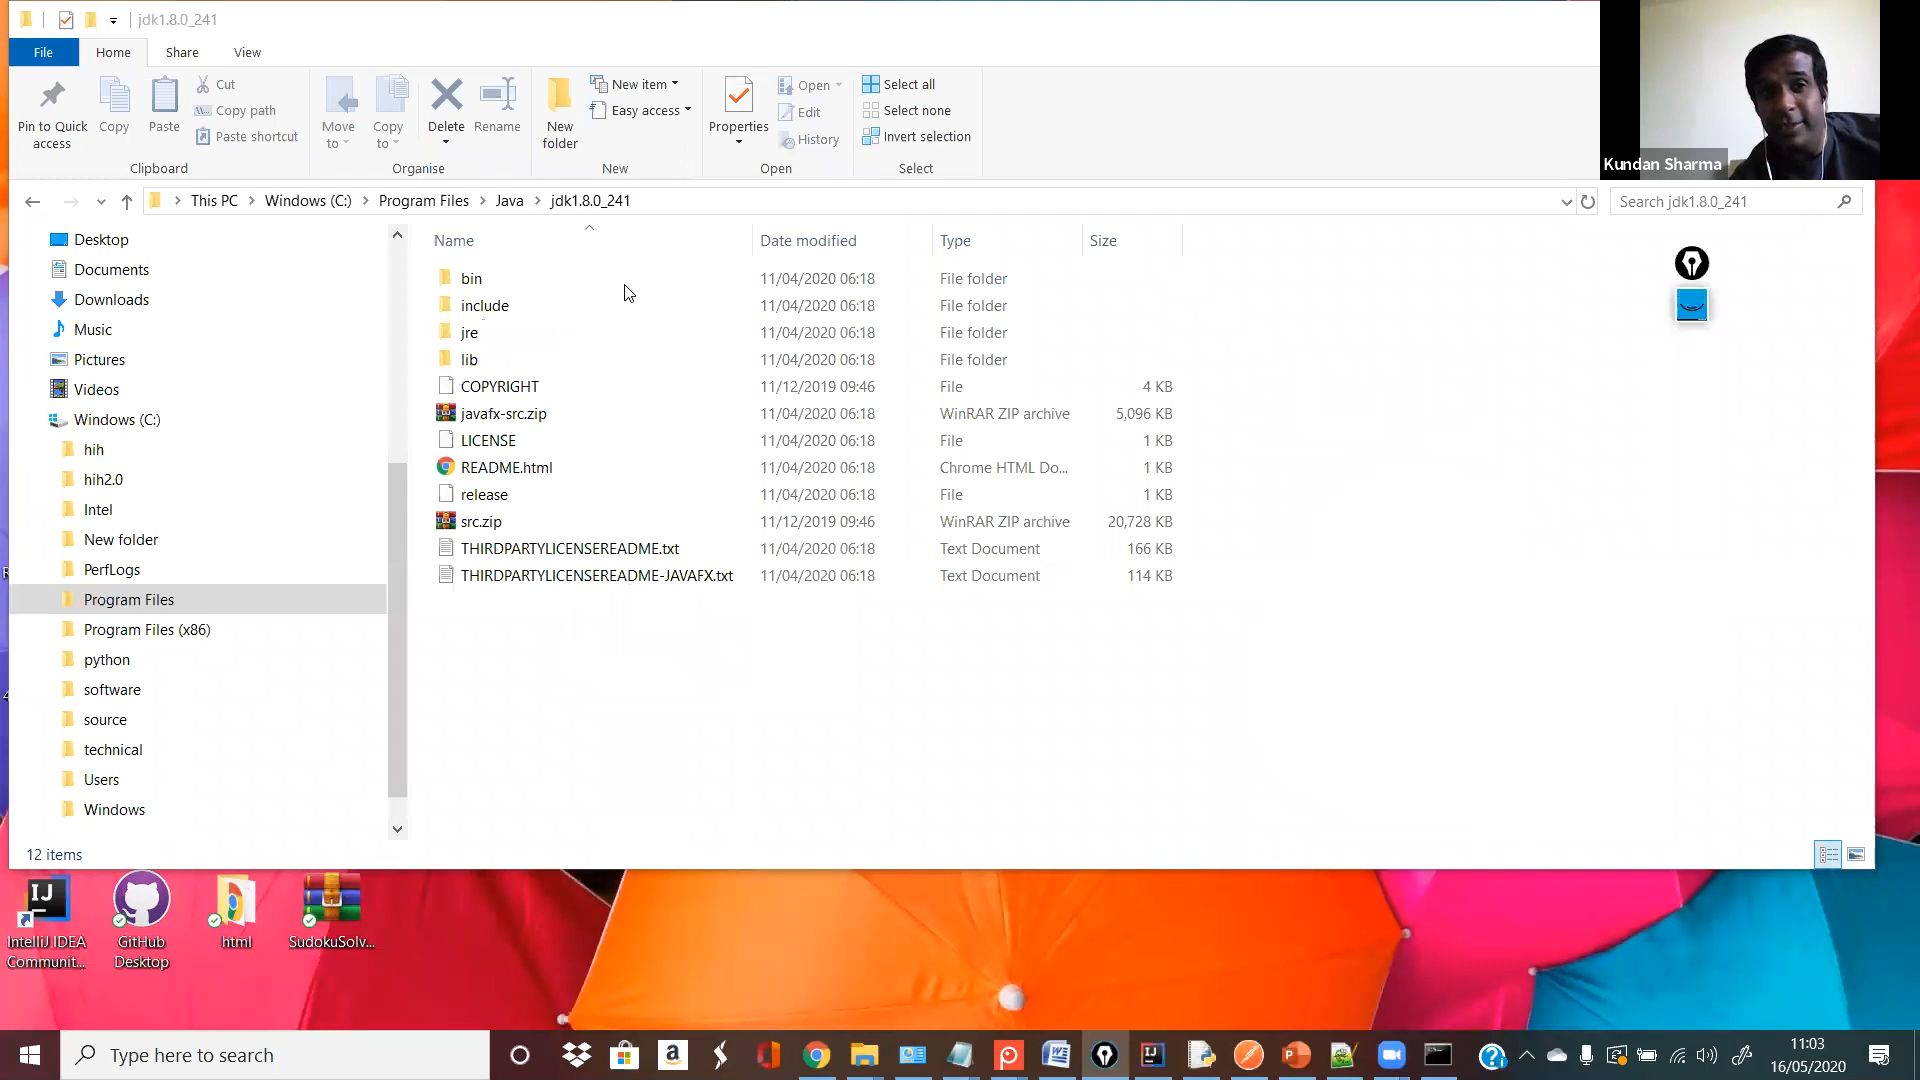 jdk1.8.0_241
File
Home
Share
View
Pin to Quick access
Copy
Paste
Cut
Copy path
Paste shortcut
Clipboard
Move to
Copy to
Delete
Rename
Organise
New folder
New item
Easy access
New
Properties
Open
Edit
History
Open
Select all
Select none
Invert selection
Select
Kundan Sharma
This PC > Windows (C:) > Program Files > Java > jdk1.8.0_241
Search jdk1.8.0_241
Desktop
Documents
Downloads
Music
Pictures
Videos
Windows (C:)
hih
hih2.0
Intel
New folder
PerfLogs
Program Files
Program Files (x86)
python
software
source
technical
Users
Windows
Name Date modified Type Size
bin 11/04/2020 06:18 File folder
include 11/04/2020 06:18 File folder
jre 11/04/2020 06:18 File folder
lib 11/04/2020 06:18 File folder
COPYRIGHT 11/12/2019 09:46 File 4 KB
javafx-src.zip 11/04/2020 06:18 WinRAR ZIP archive 5,096 KB
LICENSE 11/04/2020 06:18 File 1 KB
README.html 11/04/2020 06:18 Chrome HTML Do... 1 KB
release 11/04/2020 06:18 File 1 KB
src.zip 11/12/2019 09:46 WinRAR ZIP archive 20,728 KB
THIRDPARTYLICENSEREADME.txt 11/04/2020 06:18 Text Document 166 KB
THIRDPARTYLICENSEREADME-JAVAFX.txt 11/04/2020 06:18 Text Document 114 KB
12 items
IJ
IntelliJ IDEA
Communit...
GitHub
Desktop
html
SudokuSolv...
Type here to search
11:03
16/05/2020